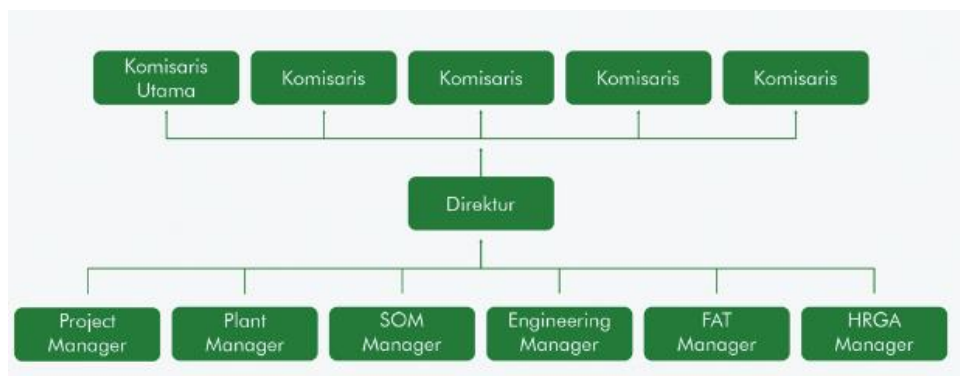 Komisaris
Utama
Komisaris
Komisaris
Komisaris
Komisaris
Direktur
Project
Manager
Plant
Manager
SOM
Manager
Engineering
Manager
FAT
Manager
HRGA
Manager